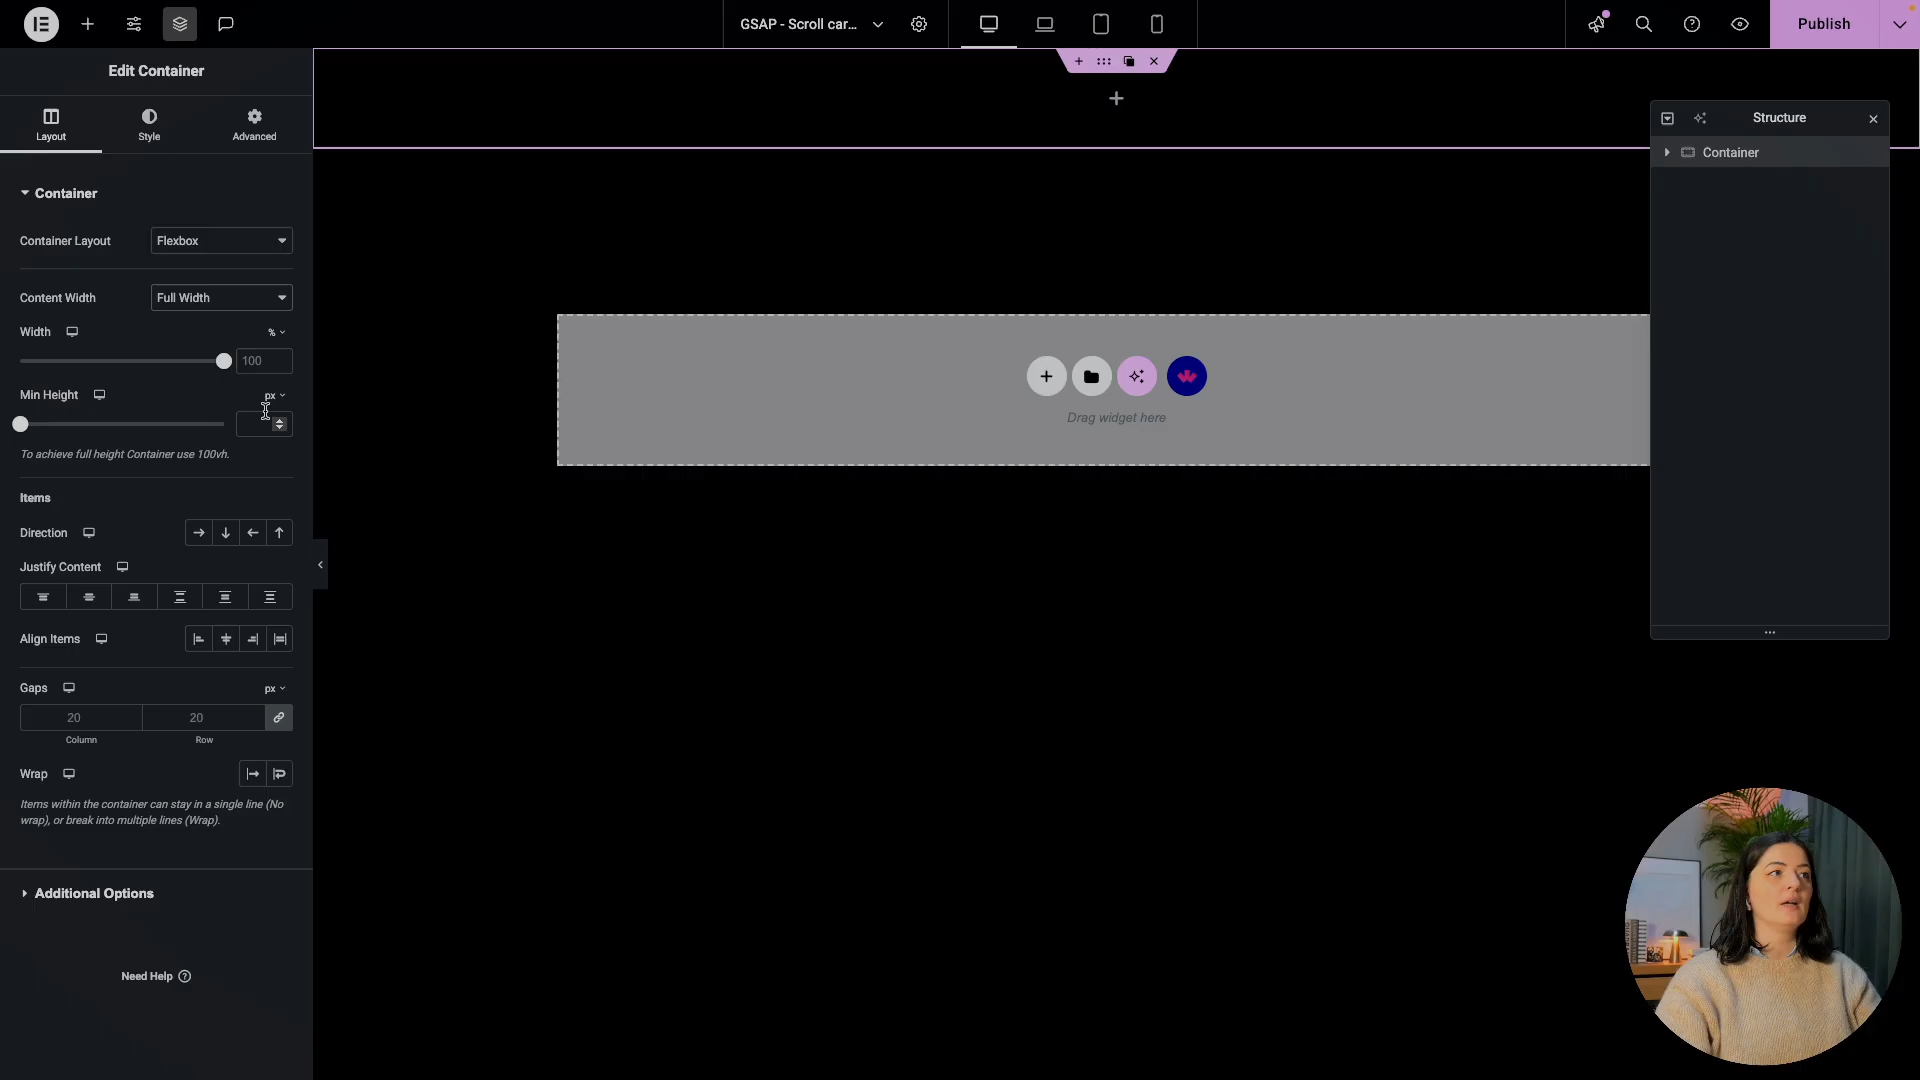 GSAP - Scroll car...
Publish
Edit Container
Layout
Style
Advanced
Structure
Container
Container
Container Layout
Flexbox
Content Width
Full Width
Width
%
100
Min Height
px
To achieve full height Container use 100vh.
Drag widget here
Items
Direction
Justify Content
Align Items
Gaps
px
20
20
Column
Row
Wrap
Items within the container can stay in a single line (No
wrap), or break into multiple lines (Wrap).
Additional Options
Need Help